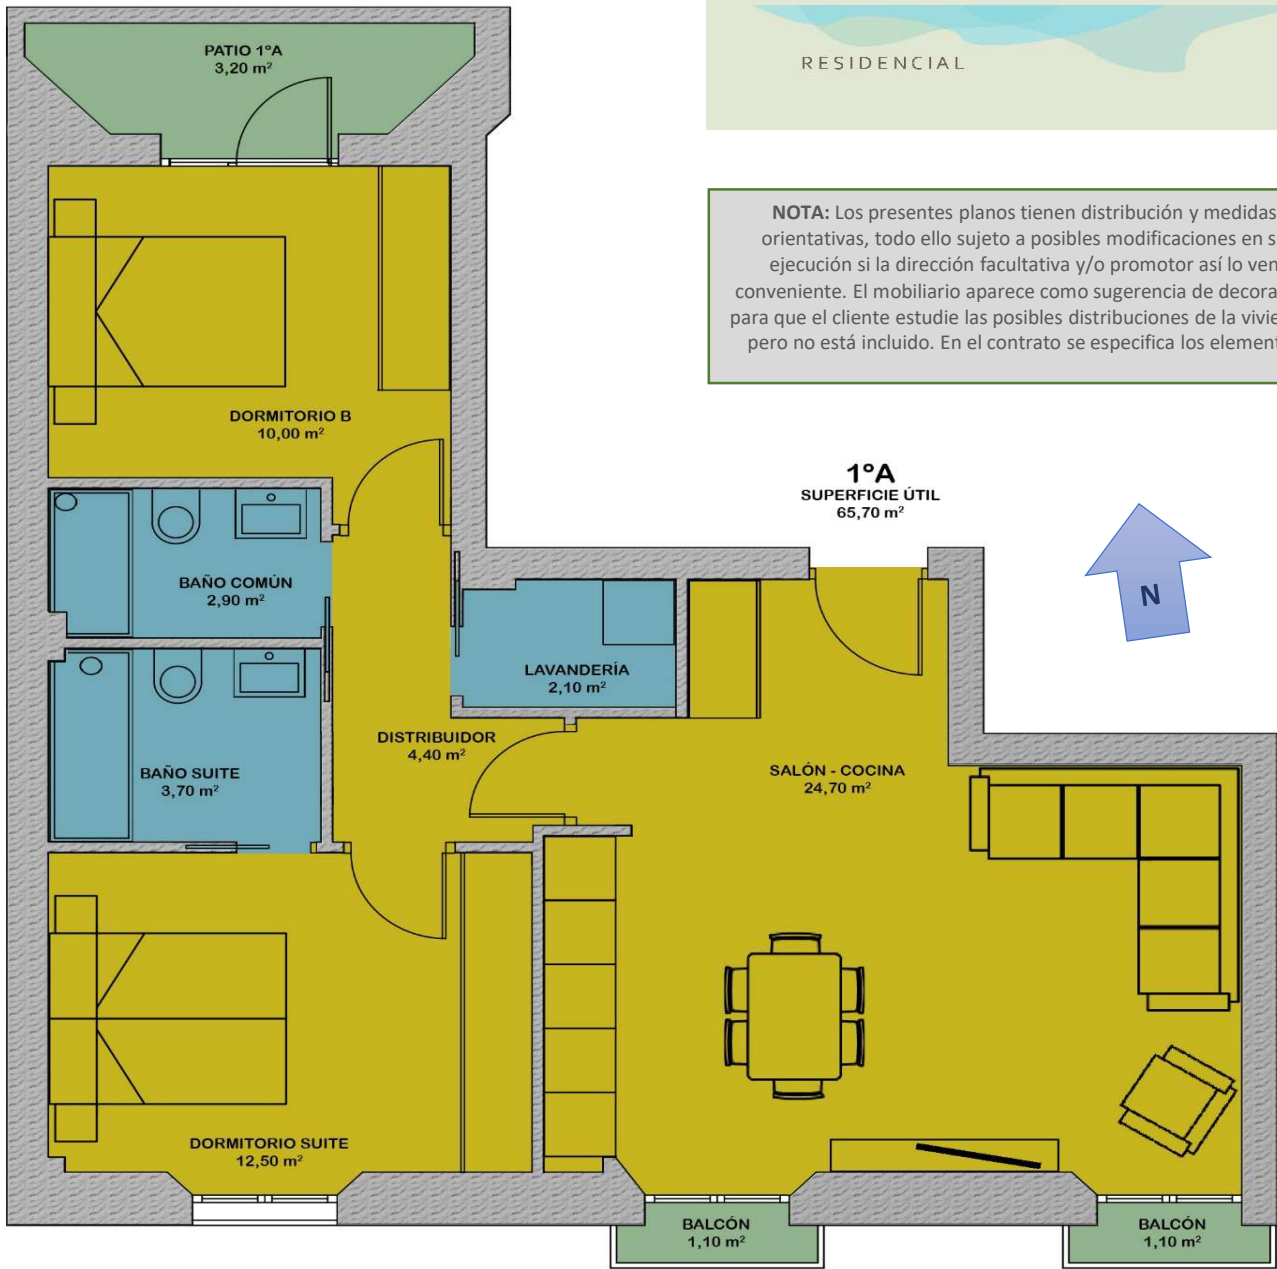 PATIO 1ºA
3,20 m²
RESIDENCIAL
NOTA: Los presentes planos tienen distribución y medidas
orientativas, todo ello sujeto a posibles modificaciones en s
ejecución si la dirección facultativa y/o promotor así lo ven
conveniente. El mobiliario aparece como sugerencia de decora
para que el cliente estudie las posibles distribuciones de la vivie
pero no está incluido. En el contrato se especifica los element
DORMITORIO B
10,00 m²
1ºA
SUPERFICIE ÚTIL
65,70 m²
N
BAÑO COMÚN
2,90 m²
LAVANDERÍA
2,10 m²
DISTRIBUIDOR
4,40 m²
BAÑO SUITE
3,70 m²
SALÓN - COCINA
24,70 m²
DORMITORIO SUITE
12,50 m²
BALCÓN
1,10 m²
BALCÓN
1,10 m²